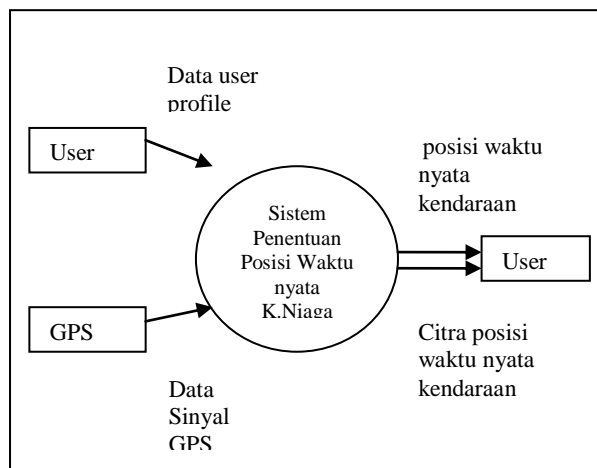 Data user
profile
User
posisi waktu
nyata
kendaraan
Sistem
Penentuan
Posisi Waktu
nyata
K.Niaga
User
GPS
Citra posisi
waktu nyata
kendaraan
Data
Sinyal
GPS